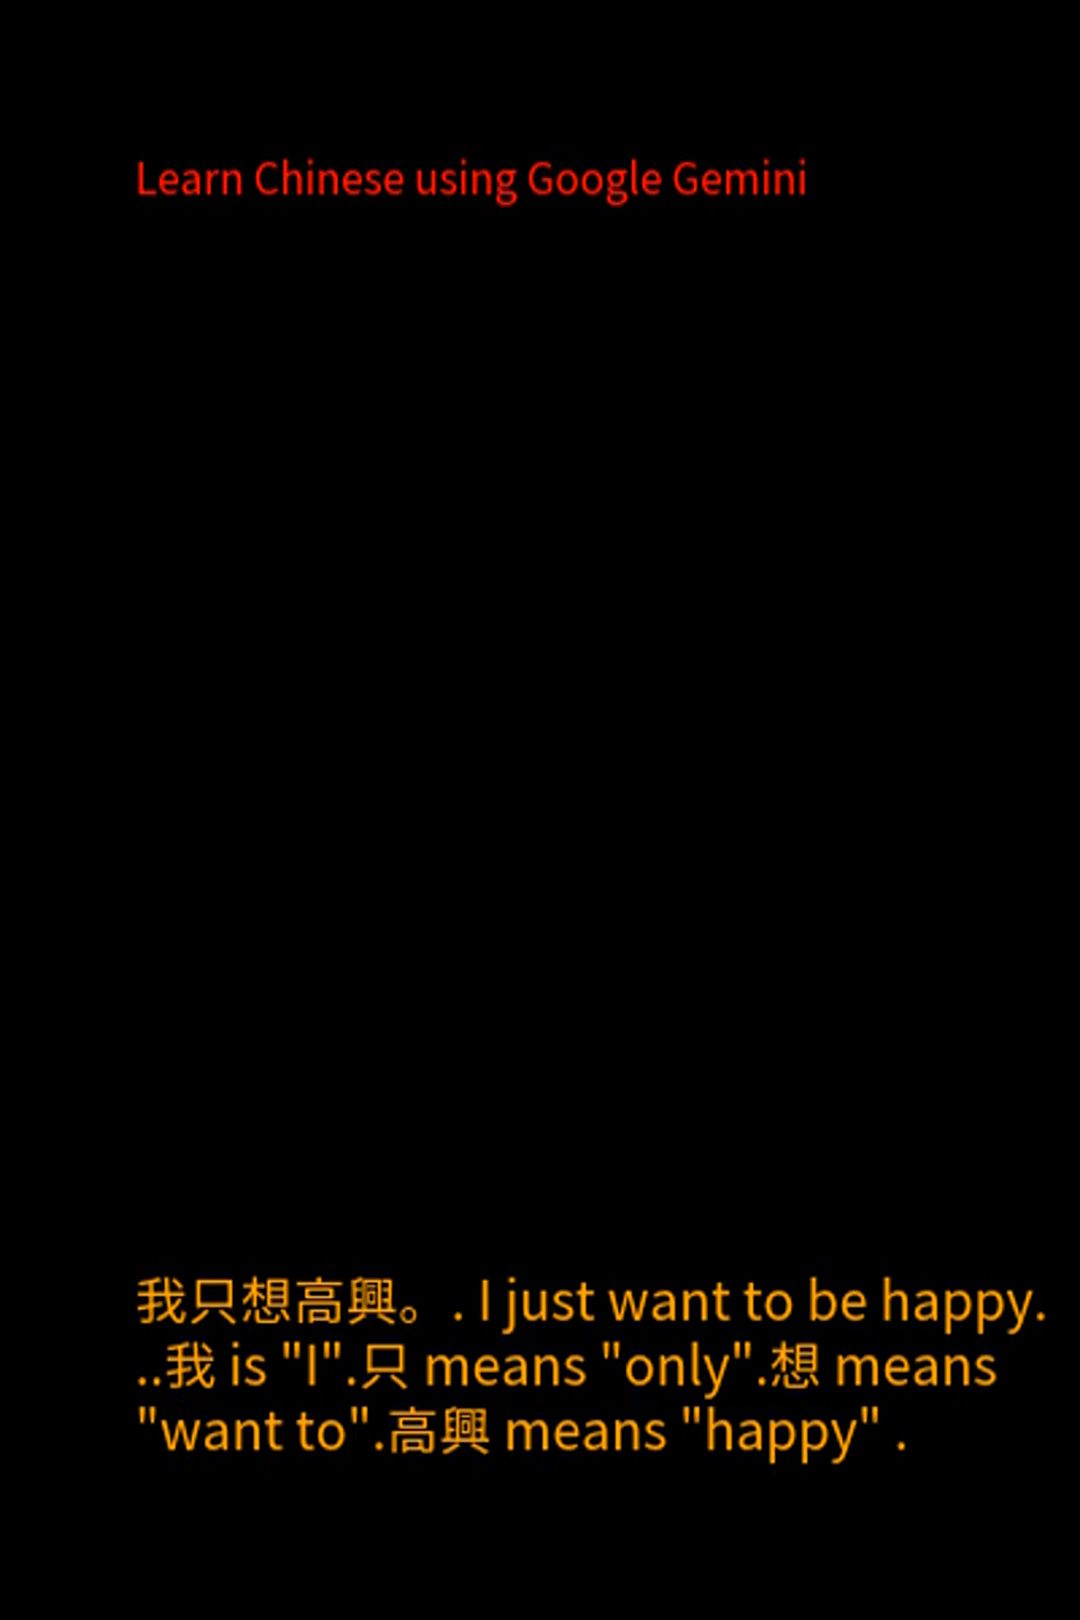 Learn Chinese using Google Gemini
我只想高興。. I just want to be happy.
..我 is "I".只 means "only".想 means
"want to".高興 means "happy" .